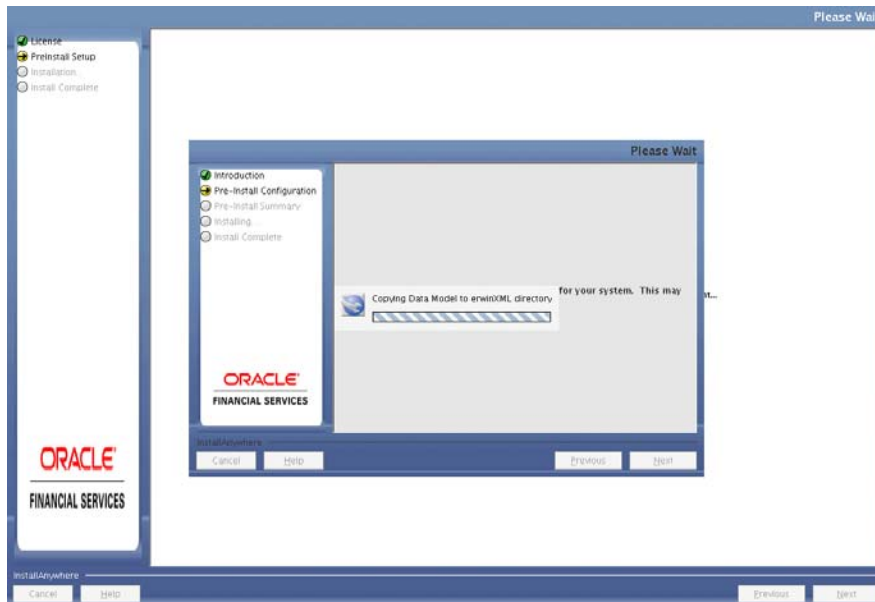 Please Wai
License
Preinstall Setup
Installation...
Install Complete
Please Wait
Introduction
Pre-Install Configuration
Pre-Install Summary
Installing...
Install Complete
for your system. This may
nt...
Copying Data Model to erwinXML directory
ORACLE
FINANCIAL SERVICES
InstallAnywhere
Cancel Help Previous Next
ORACLE
FINANCIAL SERVICES
InstallAnywhere
Cancel Help Previous Next